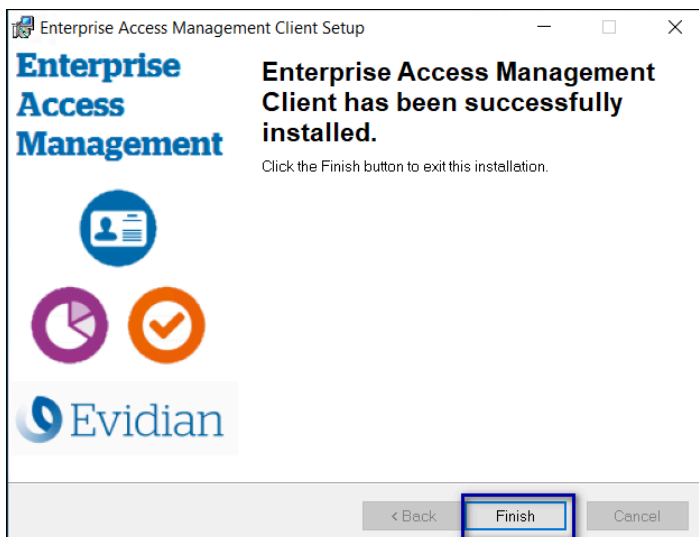 Enterprise Access Management Client Setup
Enterprise
Access
Management
Enterprise Access Management
Client has been successfully
installed.
Click the Finish button to exit this installation.
Evidian
< Back
Finish
Cancel